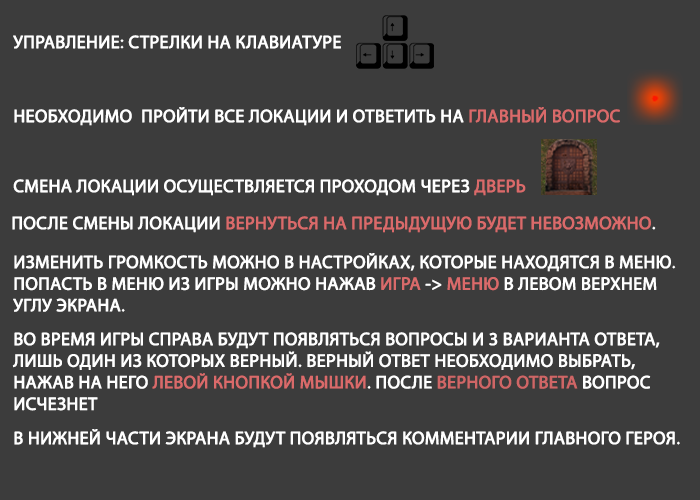 УПРАВЛЕНИЕ: СТРЕЛКИ НА КЛАВИАТУРЕ
↑
← ↓ →
НЕОБХОДИМО ПРОЙТИ ВСЕ ЛОКАЦИИ И ОТВЕТИТЬ НА ГЛАВНЫЙ ВОПРОС
СМЕНА ЛОКАЦИИ ОСУЩЕСТВЛЯЕТСЯ ПРОХОДОМ ЧЕРЕЗ ДВЕРЬ
ПОСЛЕ СМЕНЫ ЛОКАЦИИ ВЕРНУТЬСЯ НА ПРЕДЫДУЩУЮ БУДЕТ НЕВОЗМОЖНО.
ИЗМЕНИТЬ ГРОМКОСТЬ МОЖНО В НАСТРОЙКАХ, КОТОРЫЕ НАХОДЯТСЯ В МЕНЮ.
ПОПАСТЬ В МЕНЮ ИЗ ИГРЫ МОЖНО НАЖАВ ИГРА -> МЕНЮ В ЛЕВОМ ВЕРХНЕМ
УГЛУ ЭКРАНА.
ВО ВРЕМЯ ИГРЫ СПРАВА БУДУТ ПОЯВЛЯТЬСЯ ВОПРОСЫ И 3 ВАРИАНТА ОТВЕТА,
ЛИШЬ ОДИН ИЗ КОТОРЫХ ВЕРНЫЙ. ВЕРНЫЙ ОТВЕТ НЕОБХОДИМО ВЫБРАТЬ,
НАЖАВ НА НЕГО ЛЕВОЙ КНОПКОЙ МЫШКИ. ПОСЛЕ ВЕРНОГО ОТВЕТА ВОПРОС
ИСЧЕЗНЕТ
В НИЖНЕЙ ЧАСТИ ЭКРАНА БУДУТ ПОЯВЛЯТЬСЯ КОММЕНТАРИИ ГЛАВНОГО ГЕРОЯ.